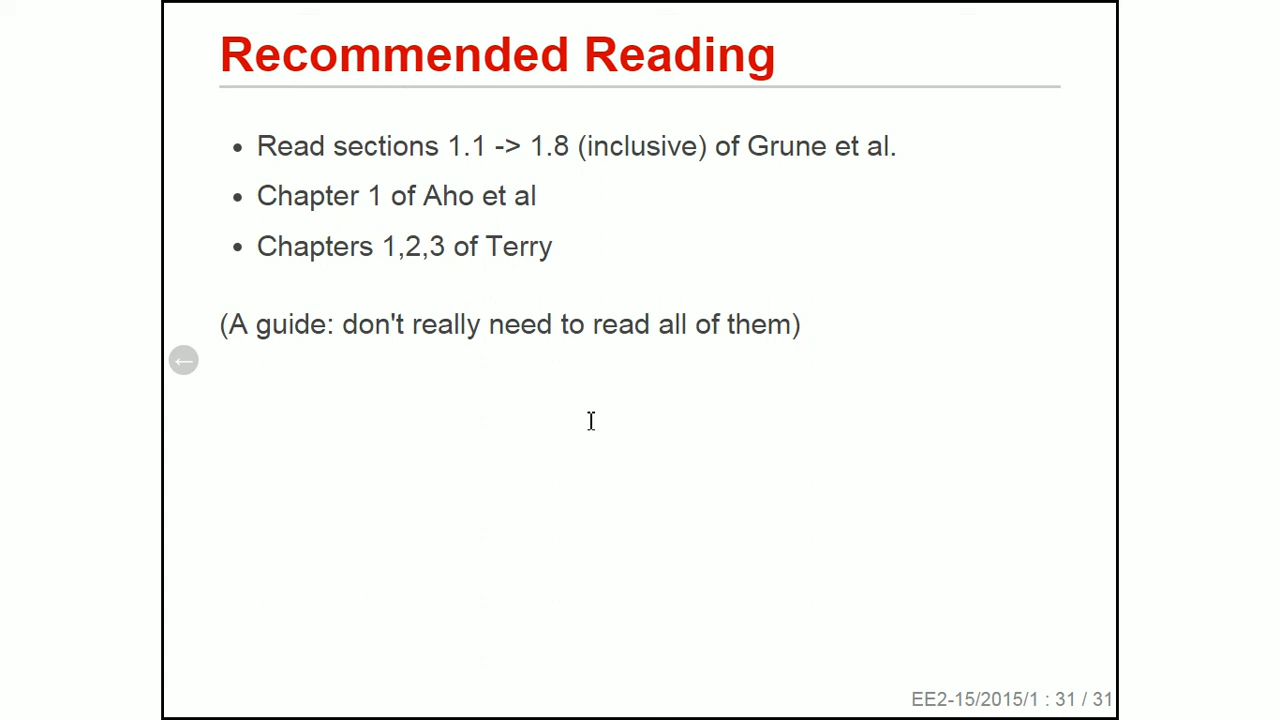 Recommended Reading
Read sections 1.1 -> 1.8 (inclusive) of Grune et al.
Chapter 1 of Aho et al
Chapters 1,2,3 of Terry
(A guide: don't really need to read all of them)
EE2-15/2015/1 : 31 / 31